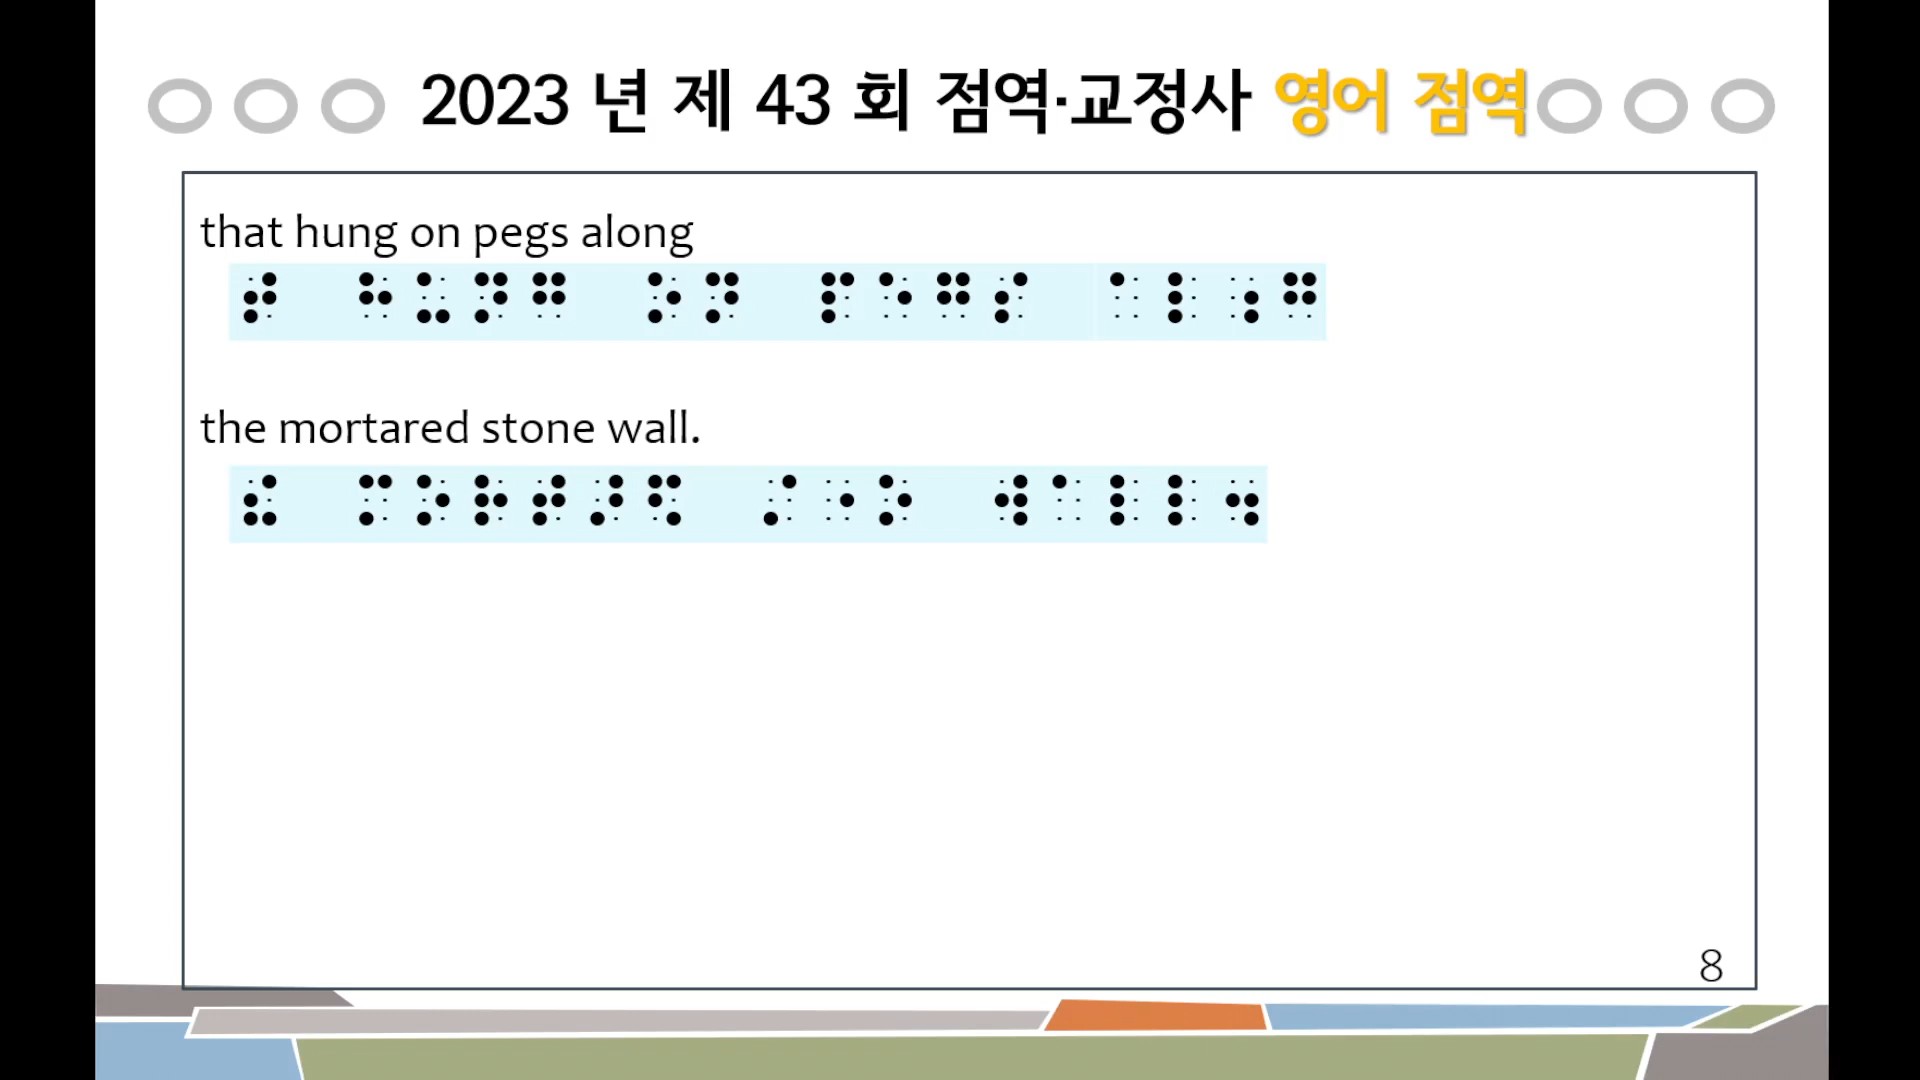 2023 년 제 43 회 점역·교정사 영어 점역
that hung on pegs along
⠞ ⠓⠥⠝⠛ ⠕⠝ ⠏⠑⠛⠎ ⠁⠇⠰⠛
the mortared stone wall.
⠮ ⠍⠕⠗⠞⠜⠫ ⠌⠐⠕ ⠺⠁⠇⠇⠲
8